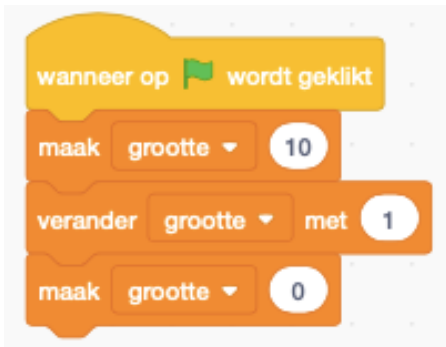 wanneer op wordt geklikt
maak grootte 10
verander grootte met 1
maak grootte 0